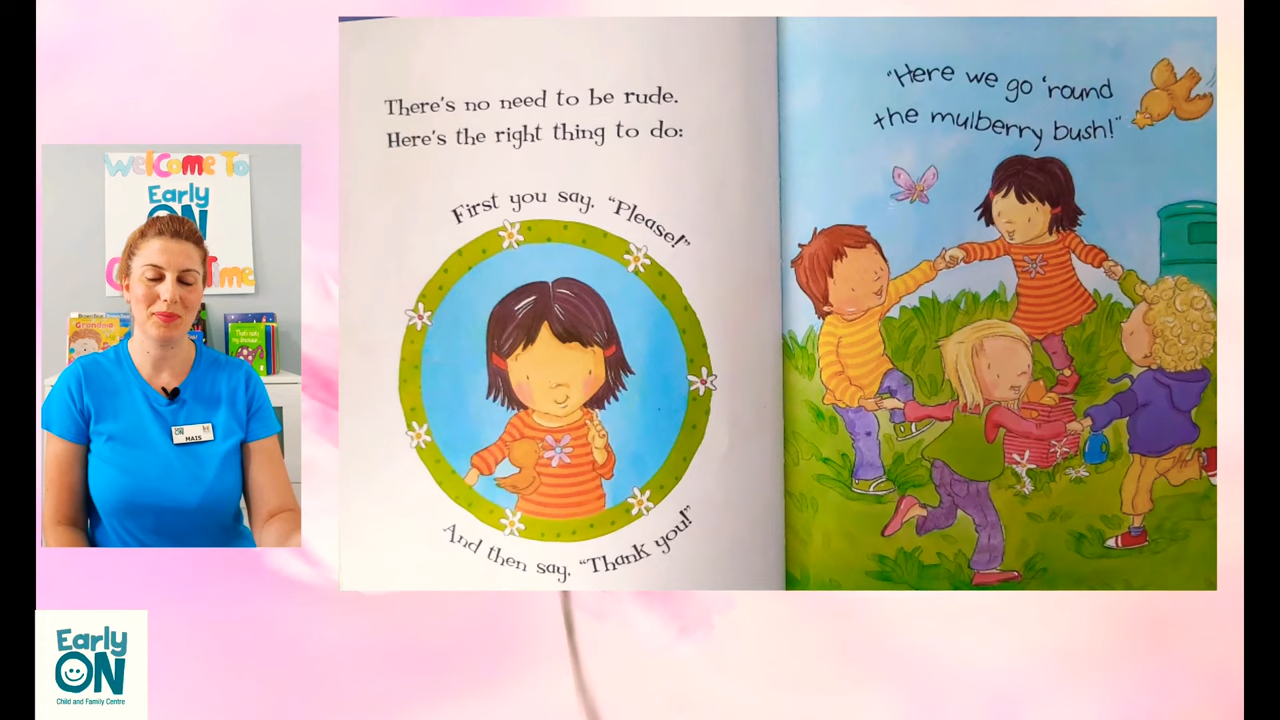 There's no need to be rude.
Here's the right thing to do:
First you say, "Please!"
And then say, "Thank you!"
"Here we go 'round
the mulberry bush!"
WelCome To
Early
ON
Time
Grandma
MAIS
Early
ON
Child and Family Centre